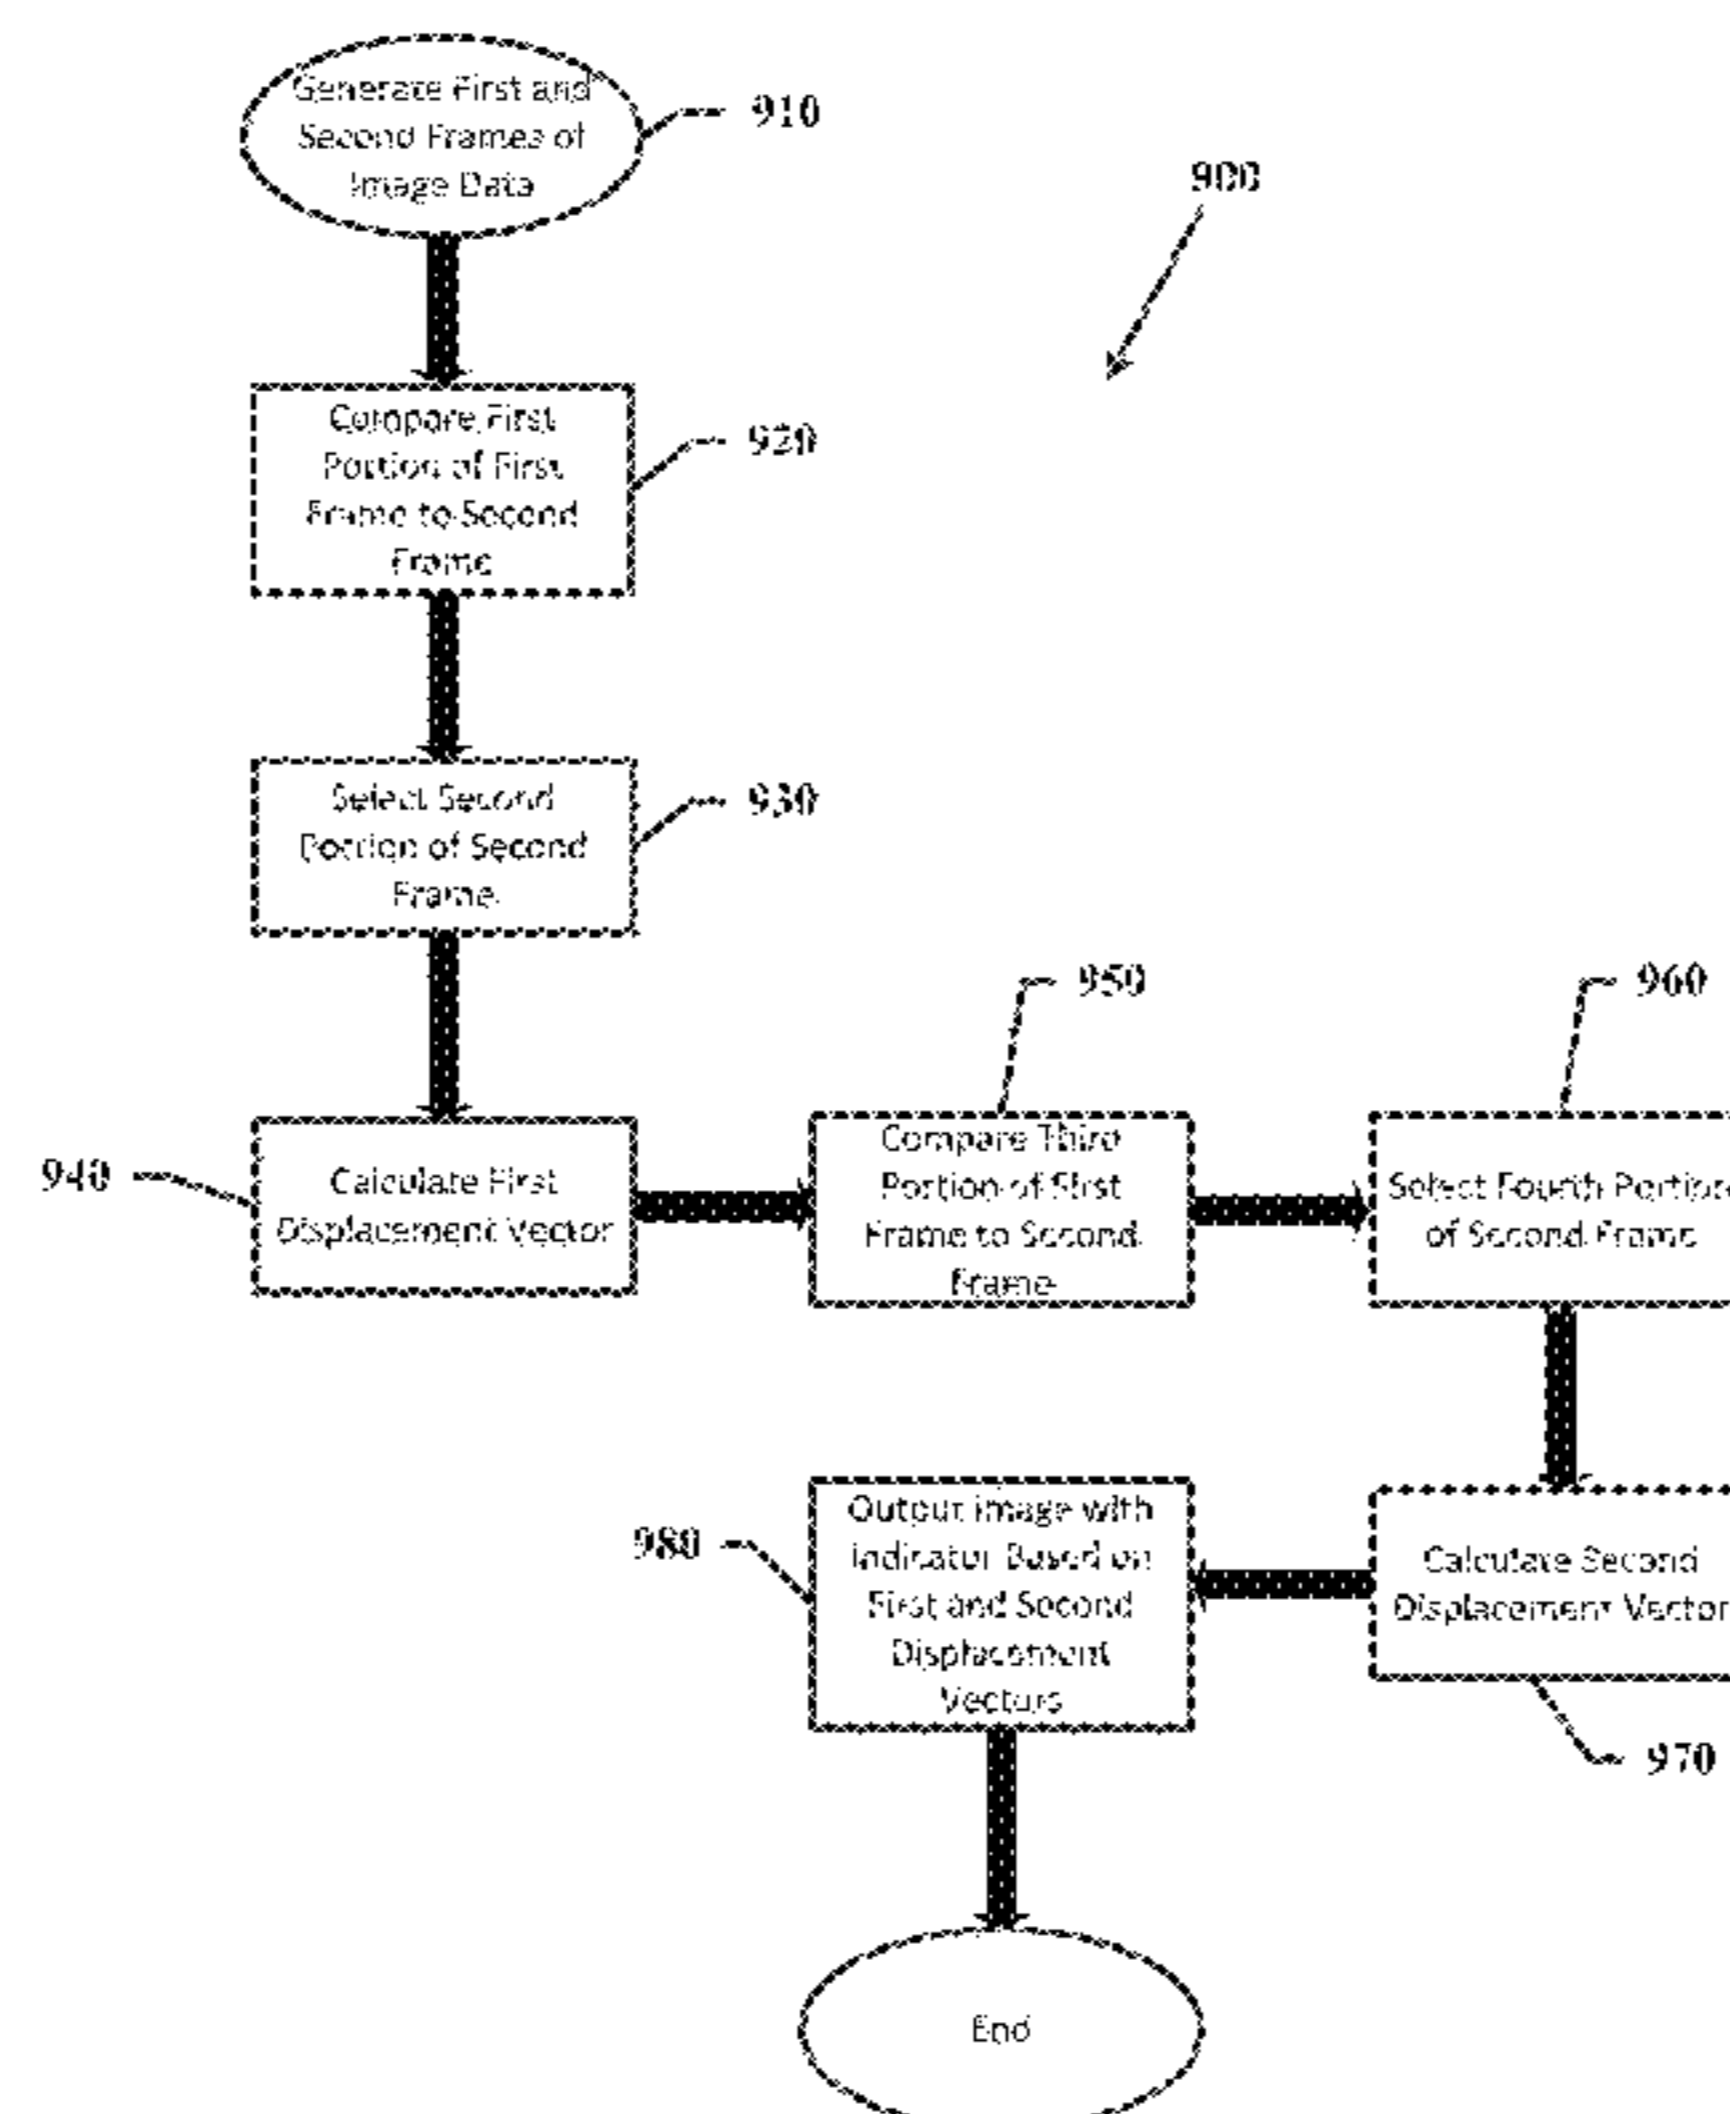 Generate First and
Second Frames of
Image Data
910
900
Compare First
Portion of First
Frame to Second
Frame
920
Select Second
Portion of Second
Frame
930
940
Calculate First
Displacement Vector
950
Compare Third
Portion of First
Frame to Second
Frame
960
Select Fourth Portion
of Second Frame
980
Output Image with
Indicator Based on
First and Second
Displacement
Vectors
Calculate Second
Displacement Vector
970
End